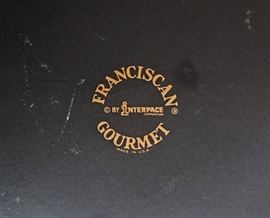 FRANCISCAN
© BY INTERPACE ®
CORPORATION
GOURMET
MADE IN U.S.A.